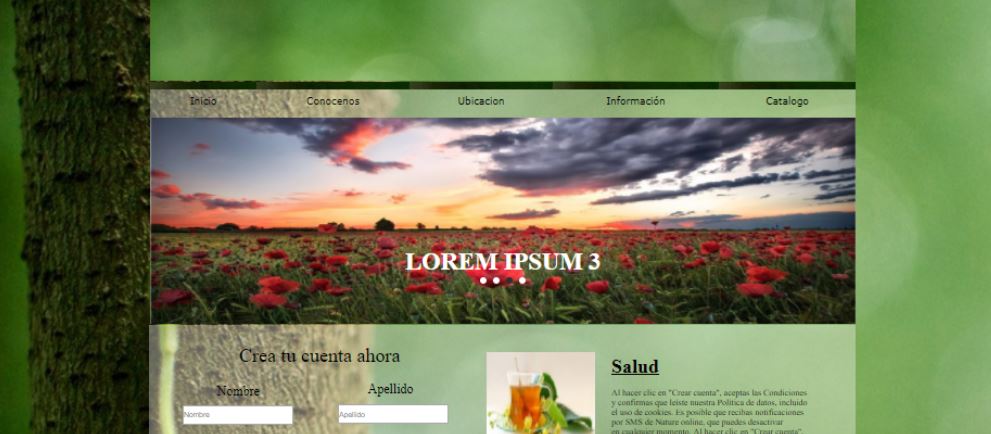 Inicio Conocenos Ubicacion Información Catalogo
LOREM IPSUM 3
Crea tu cuenta ahora
Nombre Apellido
Nombre Apellido
Salud
Al hacer clic en "Crear cuenta", aceptas las Condiciones
y confirmas que leíste nuestra Política de datos, incluido
el uso de cookies. Es posible que recibas notificaciones
por SMS de Nature online, que puedes desactivar
en cualquier momento. Al hacer clic en "Crear cuenta",